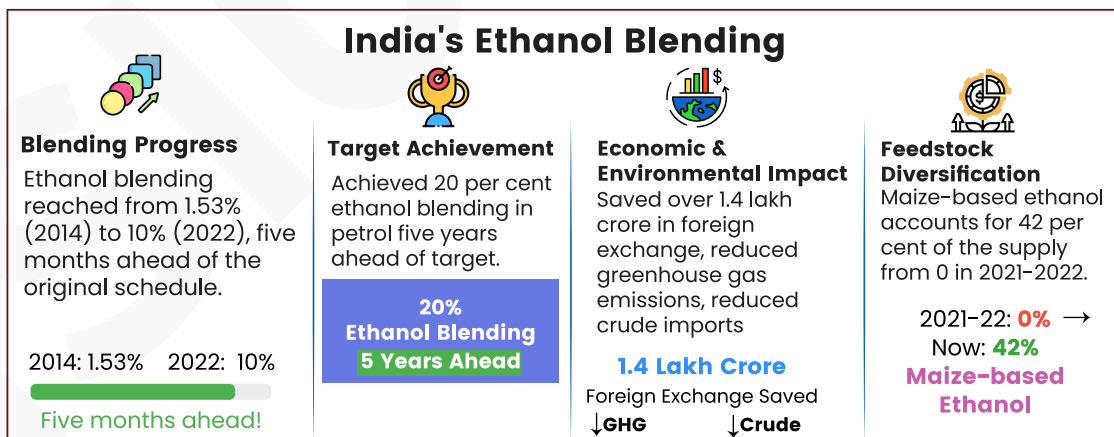 India's Ethanol Blending
Blending Progress
Ethanol blending
reached from 1.53%
(2014) to 10% (2022), five
months ahead of the
original schedule.
2014: 1.53% 2022: 10%
Five months ahead!
Target Achievement
Achieved 20 per cent
ethanol blending in
petrol five years
ahead of target.
20%
Ethanol Blending
5 Years Ahead
$
Economic &
Environmental Impact
Saved over 1.4 lakh
crore in foreign
exchange, reduced
greenhouse gas
emissions, reduced
crude imports
1.4 Lakh Crore
Foreign Exchange Saved
↓GHG ↓Crude
$
Feedstock
Diversification
Maize-based ethanol
accounts for 42 per
cent of the supply
from 0 in 2021-2022.
2021-22: 0% →
Now: 42%
Maize-based
Ethanol